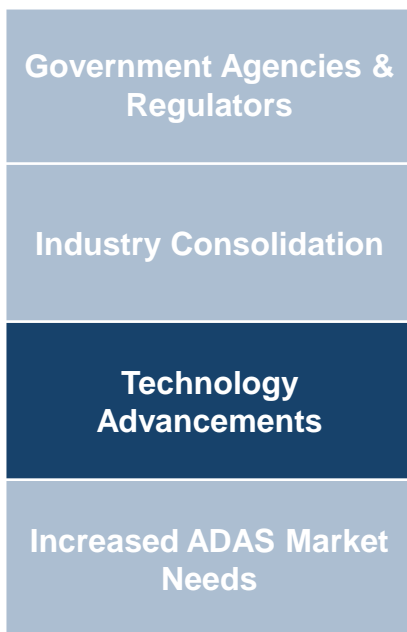 Government Agencies &
Regulators
Industry Consolidation
Technology
Advancements
Increased ADAS Market
Needs